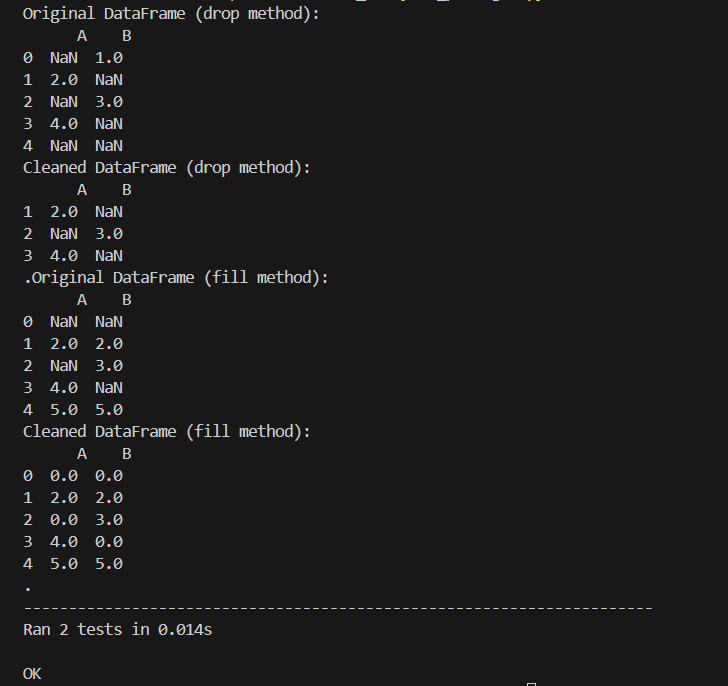 Original DataFrame (drop method):
      A    B
0  NaN  1.0
1  2.0  NaN
2  NaN  3.0
3  4.0  NaN
4  NaN  NaN
Cleaned DataFrame (drop method):
      A    B
1  2.0  NaN
2  NaN  3.0
3  4.0  NaN
.Original DataFrame (fill method):
      A    B
0  NaN  NaN
1  2.0  2.0
2  NaN  3.0
3  4.0  NaN
4  5.0  5.0
Cleaned DataFrame (fill method):
      A    B
0  0.0  0.0
1  2.0  2.0
2  0.0  3.0
3  4.0  0.0
4  5.0  5.0
.
----------------------------------------------------------------------
Ran 2 tests in 0.014s
OK